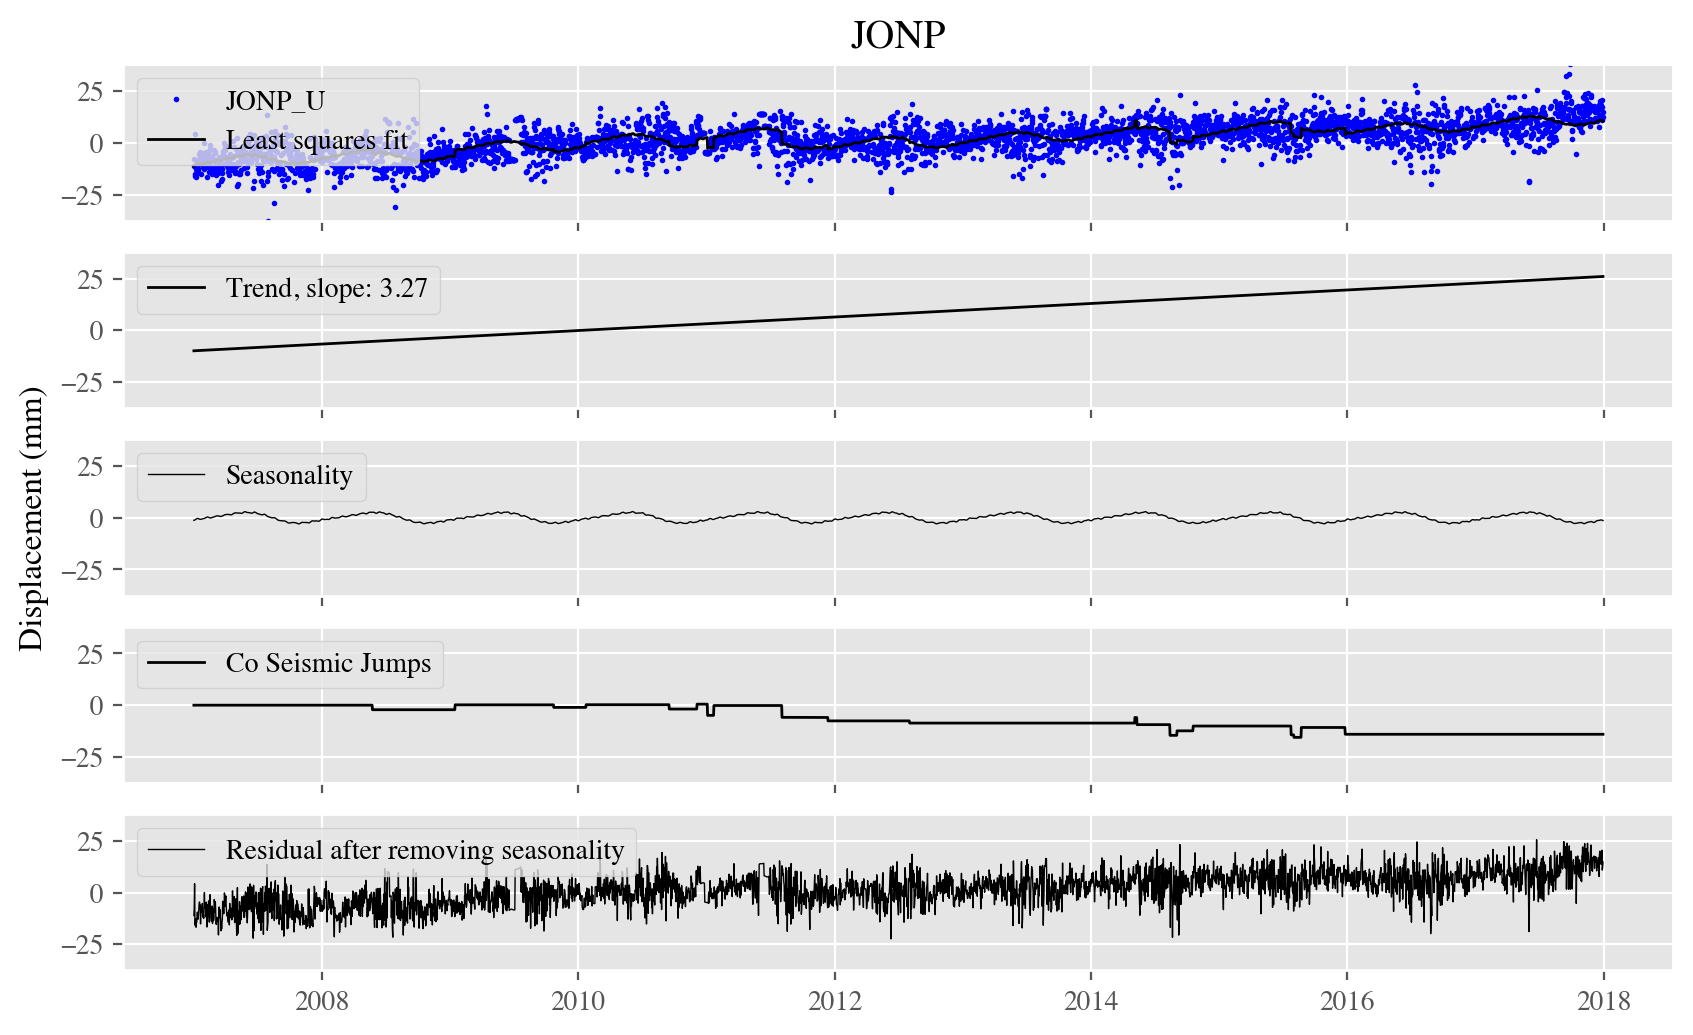 JONP
JONP_U
Least squares fit
25
0
−25
Trend, slope: 3.27
25
0
−25
Seasonality
25
0
−25
Co Seismic Jumps
25
0
−25
Residual after removing seasonality
25
0
−25
Displacement (mm)
2008 2010 2012 2014 2016 2018